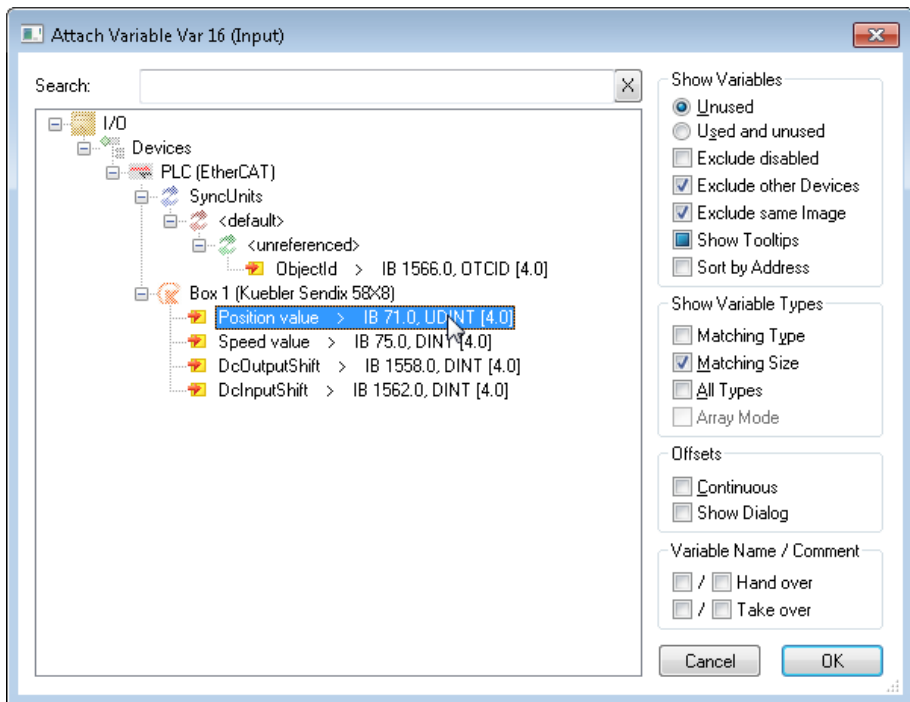 Attach Variable Var 16 (Input)
Search:
X
I/O
Devices
PLC (EtherCAT)
SyncUnits
<default>
<unreferenced>
ObjectId > IB 1566.0, OTCID [4.0]
Box 1 (Kuebler Sendix 58X8)
Position value > IB 71.0, UDINT [4.0]
Speed value > IB 75.0, DINT [4.0]
DcOutputShift > IB 1558.0, DINT [4.0]
DcInputShift > IB 1562.0, DINT [4.0]
Show Variables
Unused
Used and unused
Exclude disabled
Exclude other Devices
Exclude same Image
Show Tooltips
Sort by Address
Show Variable Types
Matching Type
Matching Size
All Types
Array Mode
Offsets
Continuous
Show Dialog
Variable Name / Comment
/ Hand over
/ Take over
Cancel
OK